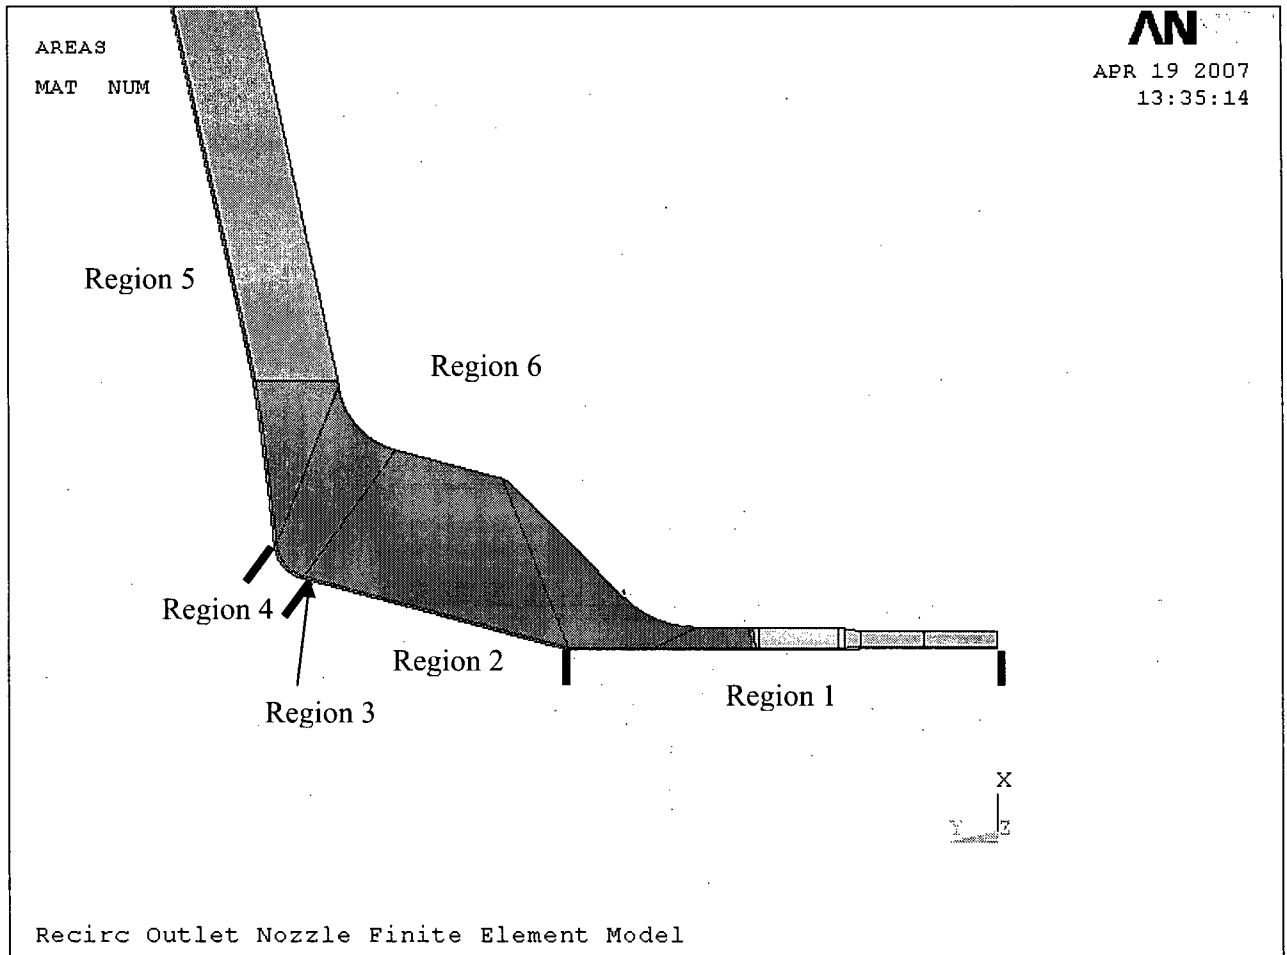 AREAS
MAT NUM
AN
APR 19 2007
13:35:14
Region 5
Region 6
Region 4
Region 2
Region 3
Region 1
X
Y Z
Recirc Outlet Nozzle Finite Element Model